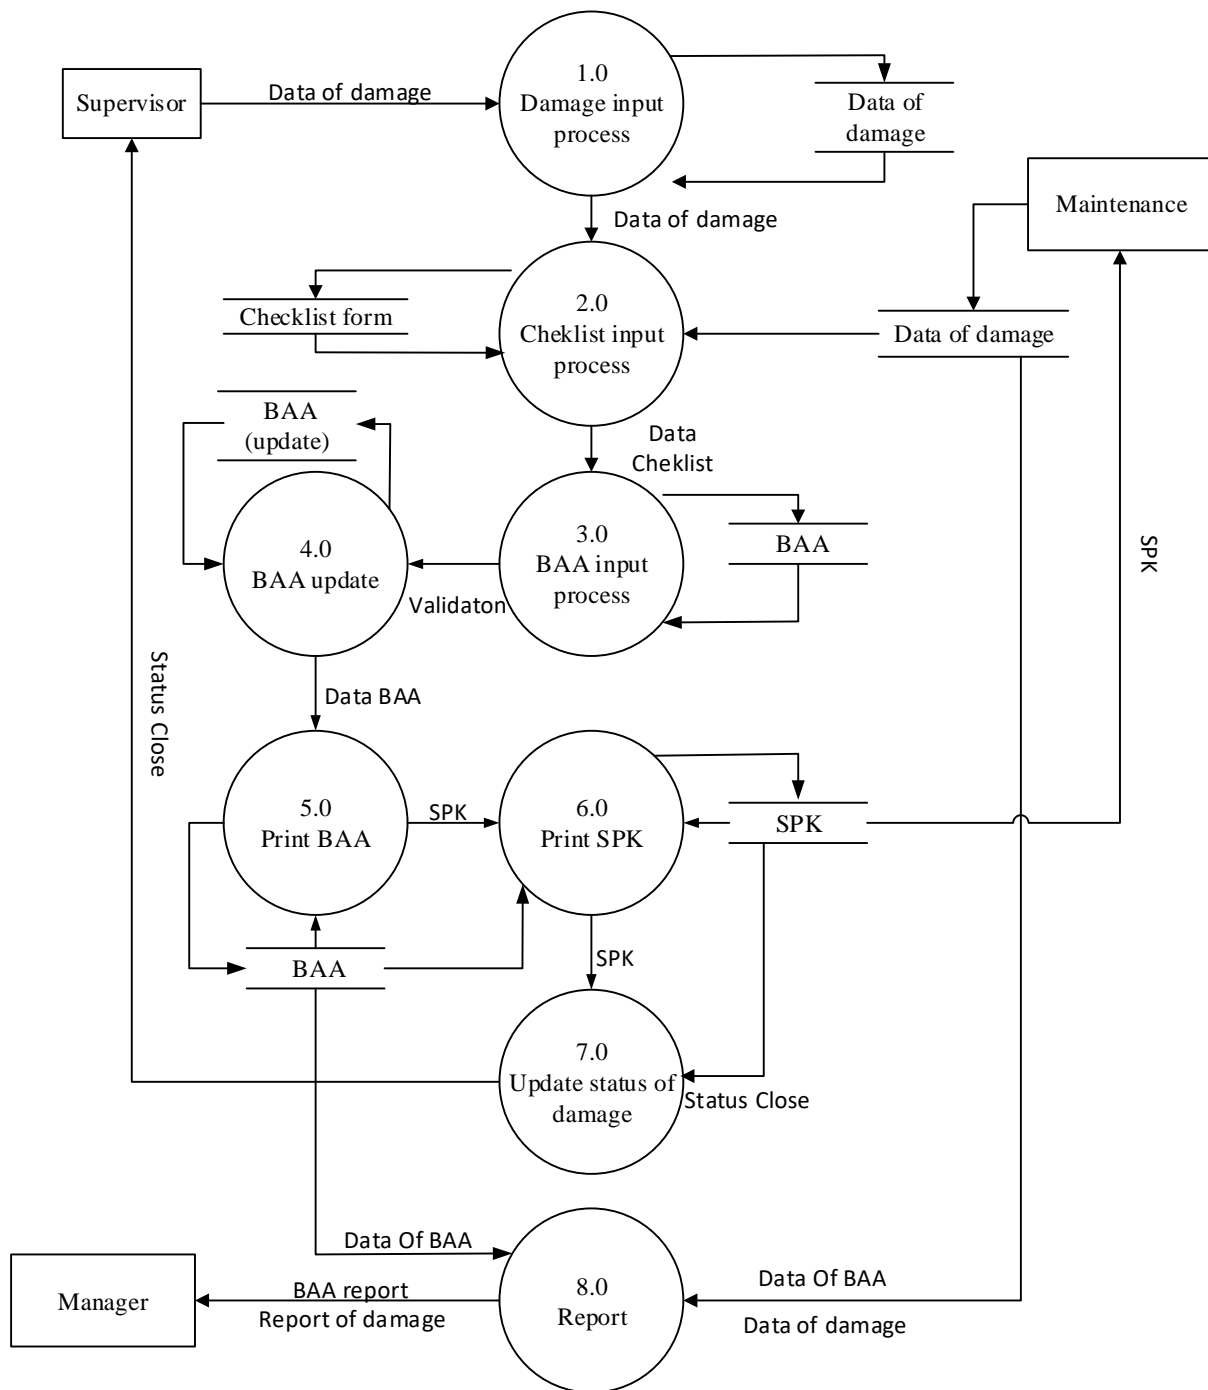 1.0
Damage input
process
Supervisor
Data of damage
Data of
damage
Maintenance
Data of damage
2.0
Cheklist input
process
Checklist form
Data of damage
BAA
(update)
Data
Cheklist
3.0
BAA input
process
BAA
4.0
BAA update
Validaton
SPK
Status Close
Data BAA
5.0
Print BAA
SPK
6.0
Print SPK
SPK
BAA
SPK
7.0
Update status of
damage
Status Close
Data Of BAA
Manager
BAA report
Report of damage
8.0
Report
Data Of BAA
Data of damage